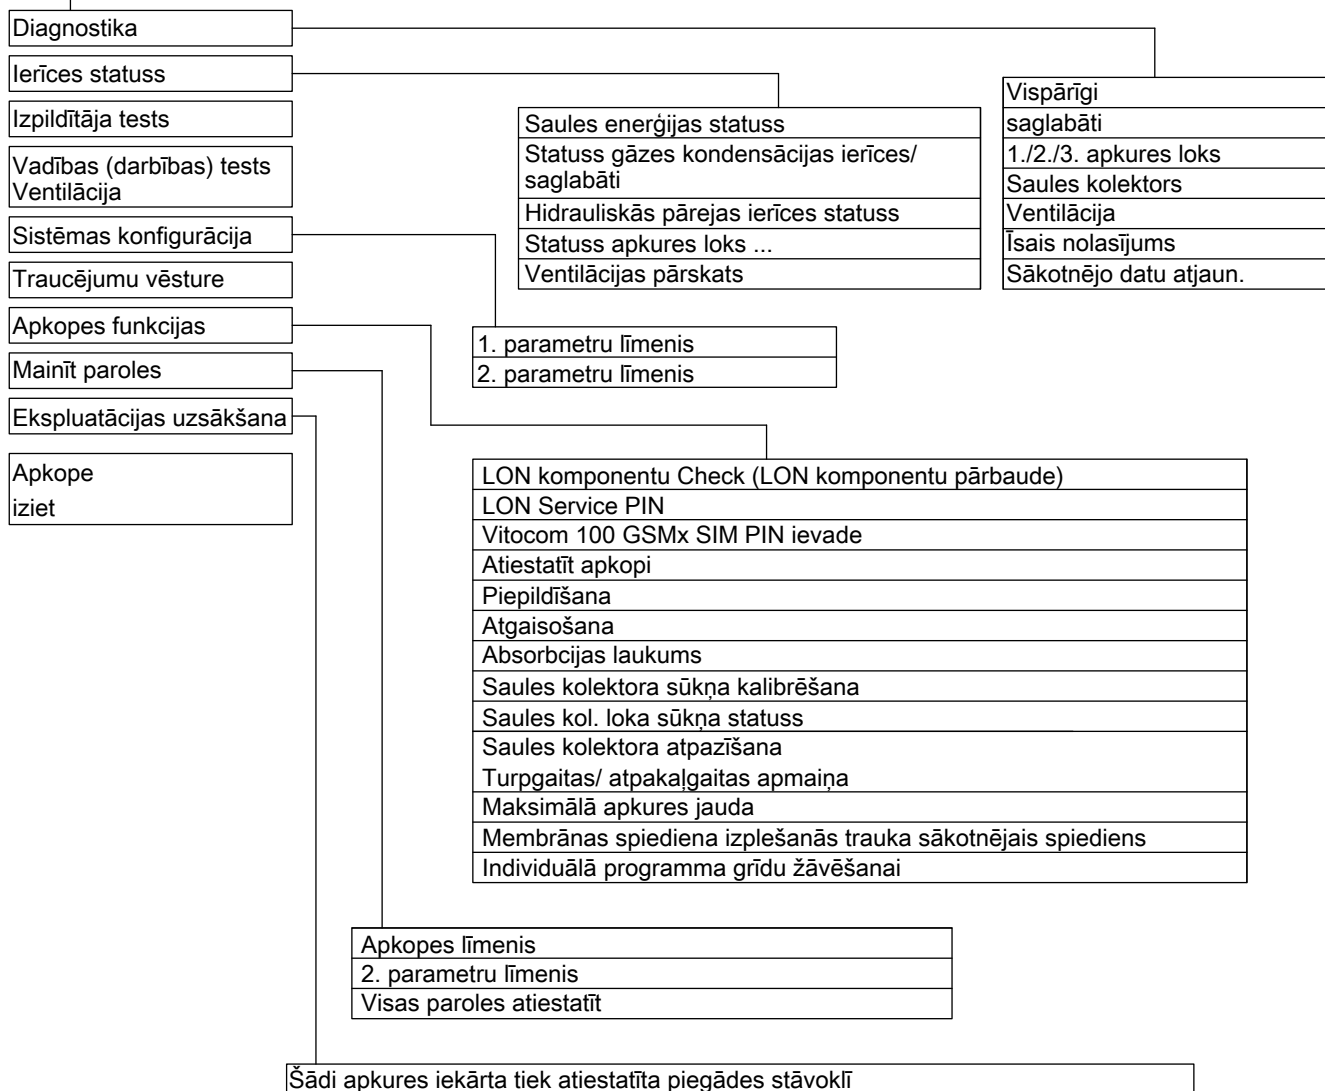 Diagnostika
Ierīces statuss
Izpildītāja tests
Vadības (darbības) tests
Ventilācija
Sistēmas konfigurācija
Traucējumu vēsture
Apkopes funkcijas
Mainīt paroles
Ekspluatācijas uzsākšana
Apkope
iziet
Saules enerģijas statuss
Statuss gāzes kondensācijas ierīces/
saglabāti
Hidrauliskās pārejas ierīces statuss
Statuss apkures loks ...
Ventilācijas pārskats
Vispārīgi
saglabāti
1./2./3. apkures loks
Saules kolektors
Ventilācija
Īsais nolasījums
Sākotnējo datu atjaun.
1. parametru līmenis
2. parametru līmenis
LON komponentu Check (LON komponentu pārbaude)
LON Service PIN
Vitocom 100 GSMx SIM PIN ievade
Atiestatīt apkopi
Piepildīšana
Atgaisošana
Absorbcijas laukums
Saules kolektora sūkņa kalibrēšana
Saules kol. loka sūkņa statuss
Saules kolektora atpazīšana
Turpgaitas/ atpakaļgaitas apmaiņa
Maksimālā apkures jauda
Membrānas spiediena izplešanās trauka sākotnējais spiediens
Individuālā programma grīdu žāvēšanai
Apkopes līmenis
2. parametru līmenis
Visas paroles atiestatīt
Šādi apkures iekārta tiek atiestatīta piegādes stāvoklī